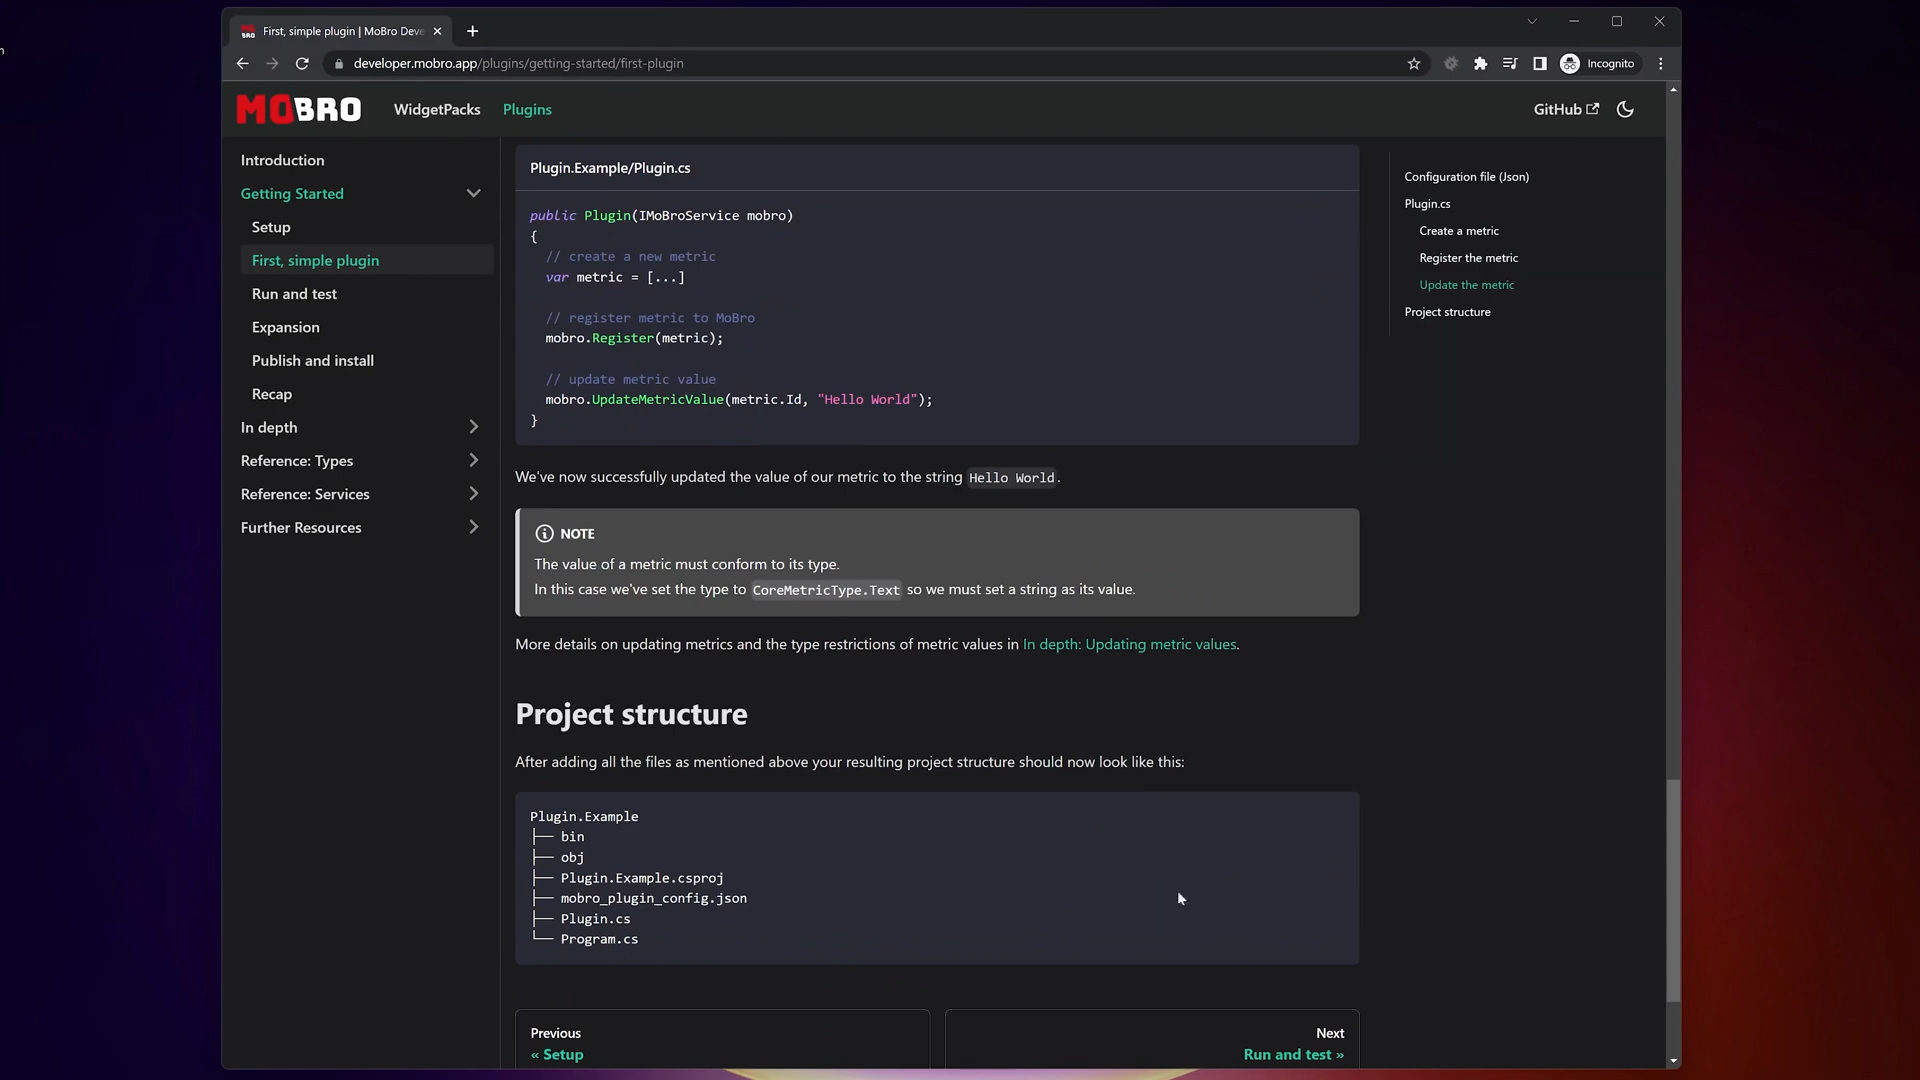 First, simple plugin | MoBro Deve
developer.mobro.app/plugins/getting-started/first-plugin
Incognito
MOBRO
WidgetPacks
Plugins
GitHub
Introduction
Getting Started
Setup
First, simple plugin
Run and test
Expansion
Publish and install
Recap
In depth
Reference: Types
Reference: Services
Further Resources
Plugin.Example/Plugin.cs
public Plugin(IMoBroService mobro)
{
// create a new metric
var metric = [...]
// register metric to MoBro
mobro.Register(metric);
// update metric value
mobro.UpdateMetricValue(metric.Id, "Hello World");
}
We've now successfully updated the value of our metric to the string Hello World.
NOTE
The value of a metric must conform to its type.
In this case we've set the type to CoreMetricType.Text so we must set a string as its value.
More details on updating metrics and the type restrictions of metric values in In depth: Updating metric values.
Project structure
After adding all the files as mentioned above your resulting project structure should now look like this:
Plugin.Example
├── bin
├── obj
├── Plugin.Example.csproj
├── mobro_plugin_config.json
├── Plugin.cs
└── Program.cs
Previous
« Setup
Next
Run and test »
Configuration file (Json)
Plugin.cs
Create a metric
Register the metric
Update the metric
Project structure